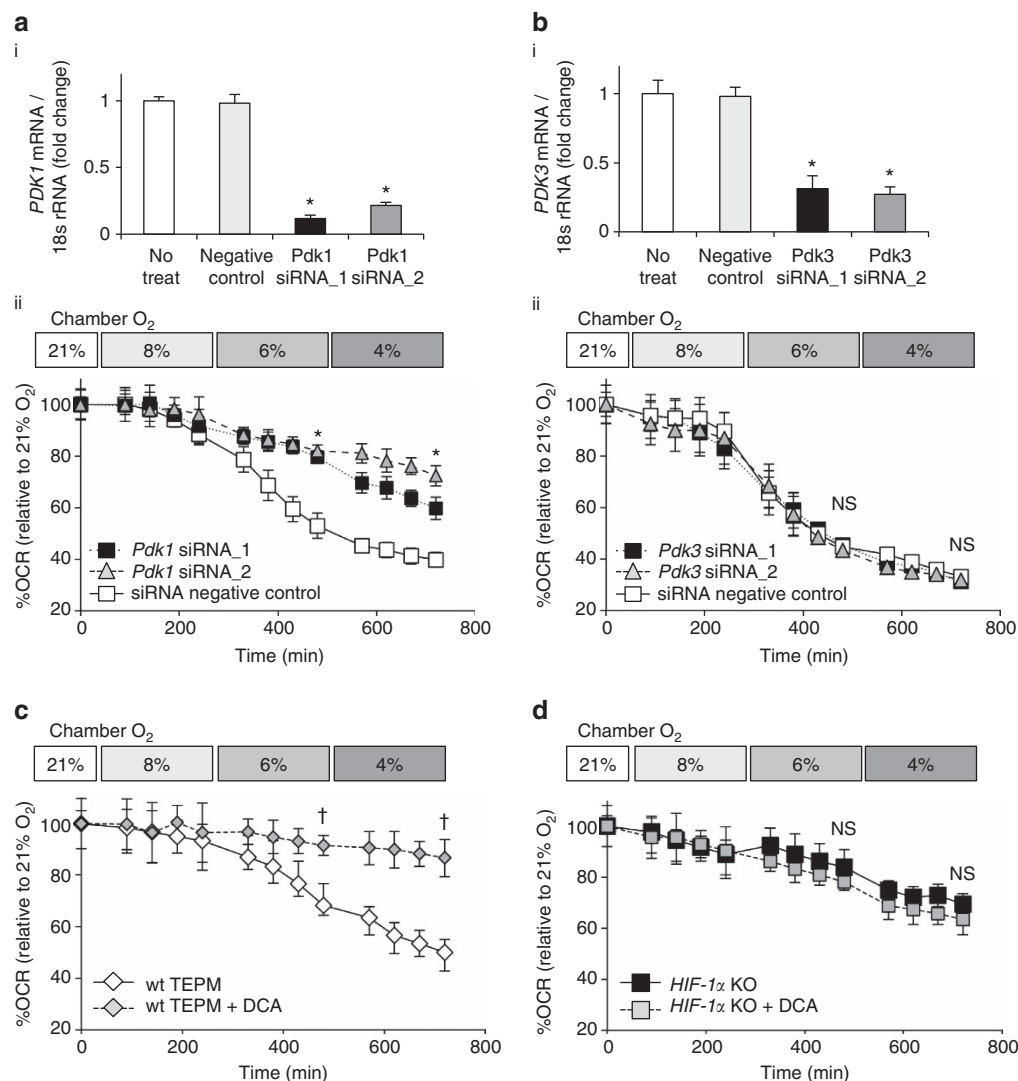 a
i
PDK1 mRNA /
18s rRNA (fold change)
1
0.5
0
*
*
No
treat
Negative
control
Pdk1
siRNA_1
Pdk1
siRNA_2
ii
Chamber O₂
21% 8% 6% 4%
%OCR (relative to 21% O₂)
100
80
60
40
20
*
*
Pdk1 siRNA_1
Pdk1 siRNA_2
siRNA negative control
0 200 400 600 800
Time (min)
b
i
PDK3 mRNA /
18s rRNA (fold change)
1
0.5
0
*
*
No
treat
Negative
control
Pdk3
siRNA_1
Pdk3
siRNA_2
ii
Chamber O₂
21% 8% 6% 4%
%OCR (relative to 21% O₂)
100
80
60
40
20
NS
NS
Pdk3 siRNA_1
Pdk3 siRNA_2
siRNA negative control
0 200 400 600 800
Time (min)
c
Chamber O₂
21% 8% 6% 4%
%OCR (relative to 21% O₂)
100
80
60
40
20
†
†
wt TEPM
wt TEPM + DCA
0 200 400 600 800
Time (min)
d
Chamber O₂
21% 8% 6% 4%
%OCR (relative to 21% O₂)
100
80
60
40
20
NS
NS
HIF-1α KO
HIF-1α KO + DCA
0 200 400 600 800
Time (min)